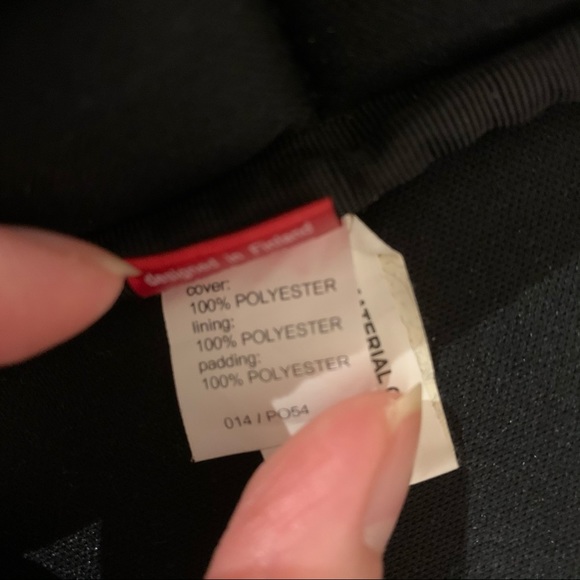 designed in Finland
cover:
100% POLYESTER
lining:
100% POLYESTER
padding:
100% POLYESTER
014 / PO54
MATERIAL